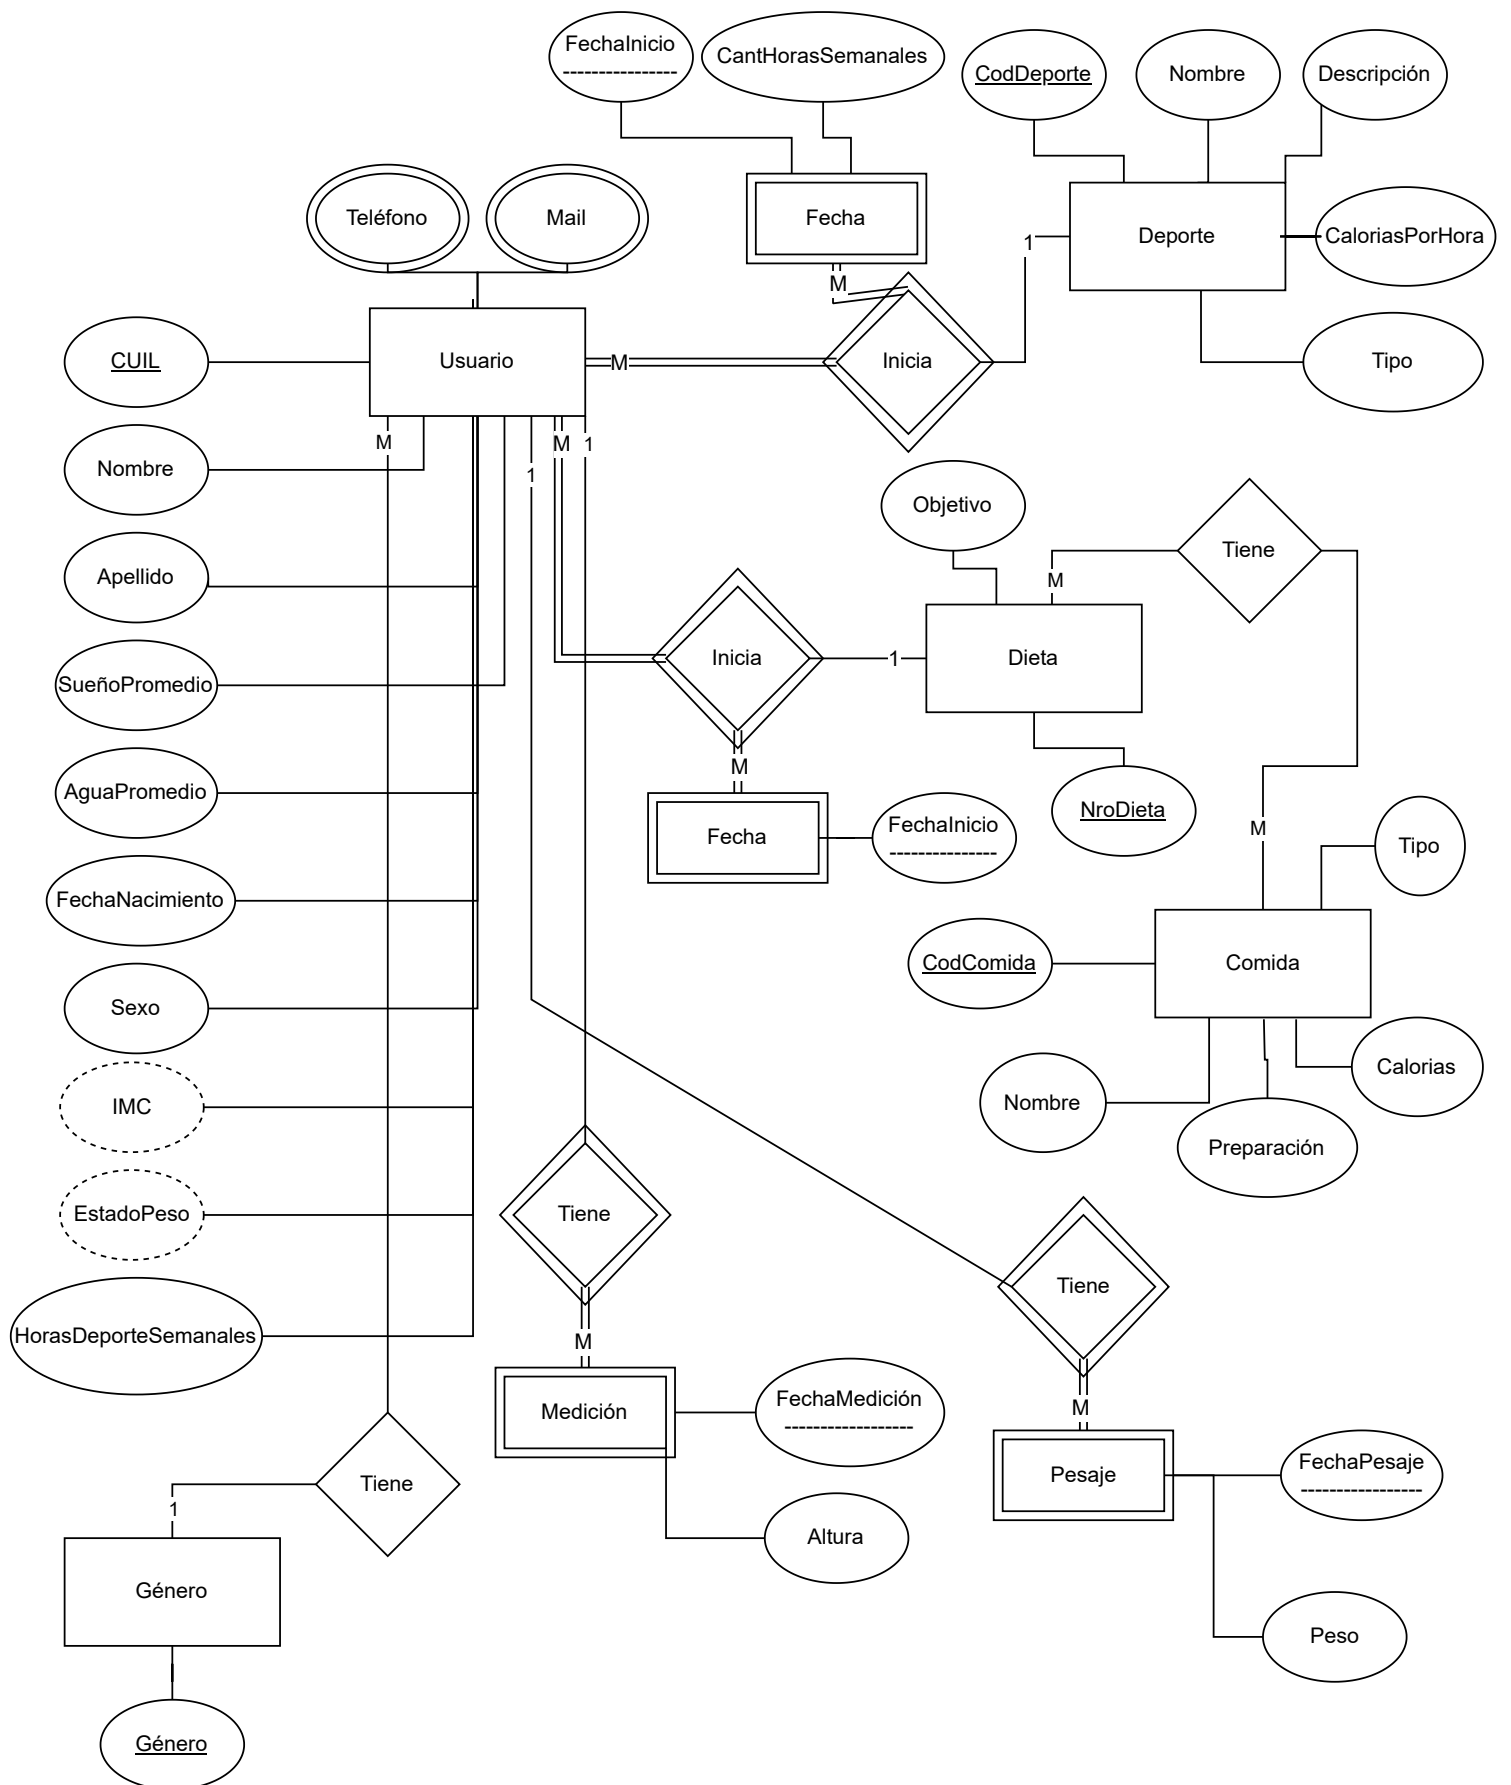 FechaInicio
----------------
CantHorasSemanales
CodDeporte
Nombre
Descripción
Teléfono
Mail
Fecha
Deporte
CaloriasPorHora
1
M
CUIL
Usuario
M
Inicia
Tipo
Nombre
M
M
1
1
Objetivo
Tiene
Apellido
M
SueñoPromedio
Inicia
1
Dieta
AguaPromedio
M
NroDieta
Fecha
FechaInicio
---------------
M
Tipo
FechaNacimiento
CodComida
Comida
Sexo
IMC
Nombre
Calorias
Preparación
EstadoPeso
Tiene
Tiene
HorasDeporteSemanales
M
Medición
FechaMedición
------------------
M
Tiene
1
Pesaje
FechaPesaje
-----------------
Altura
Género
Peso
Género